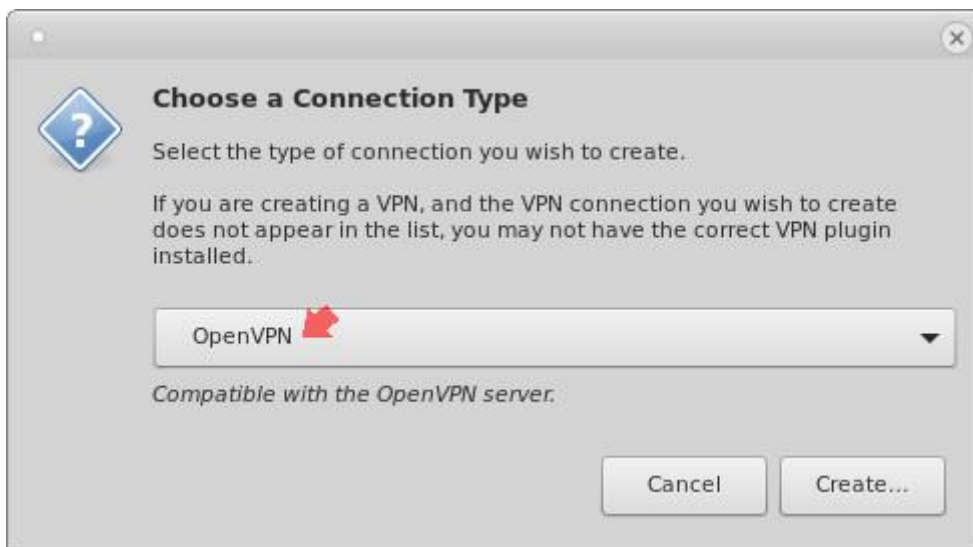 Choose a Connection Type
Select the type of connection you wish to create.
If you are creating a VPN, and the VPN connection you wish to create
does not appear in the list, you may not have the correct VPN plugin
installed.
OpenVPN
Compatible with the OpenVPN server.
Cancel
Create...